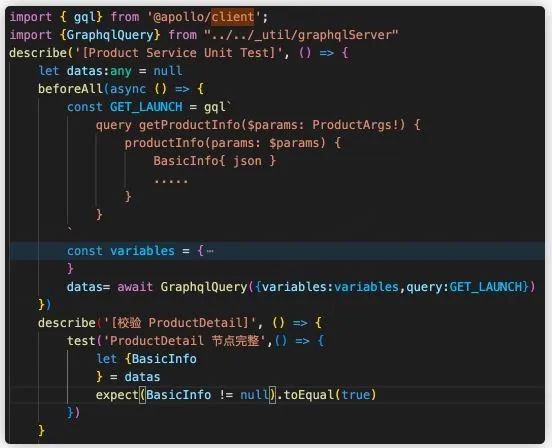 import { gql} from '@apollo/client';
import {GraphqlQuery} from "../../_util/graphqlServer"
describe('[Product Service Unit Test]', () => {
    let datas:any = null
    beforeAll(async () => {
        const GET_LAUNCH = gql`
            query getProductInfo($params: ProductArgs!) {
                productInfo(params: $params) {
                    BasicInfo{ json }
                    .....
                }
            }
        `
        const variables = {⋯
        }
        datas= await GraphqlQuery({variables:variables,query:GET_LAUNCH})
    })
    describe('[校验 ProductDetail]', () => {
        test('ProductDetail 节点完整',() => {
            let {BasicInfo
            } = datas
            expect(BasicInfo != null).toEqual(true)
        })
    }